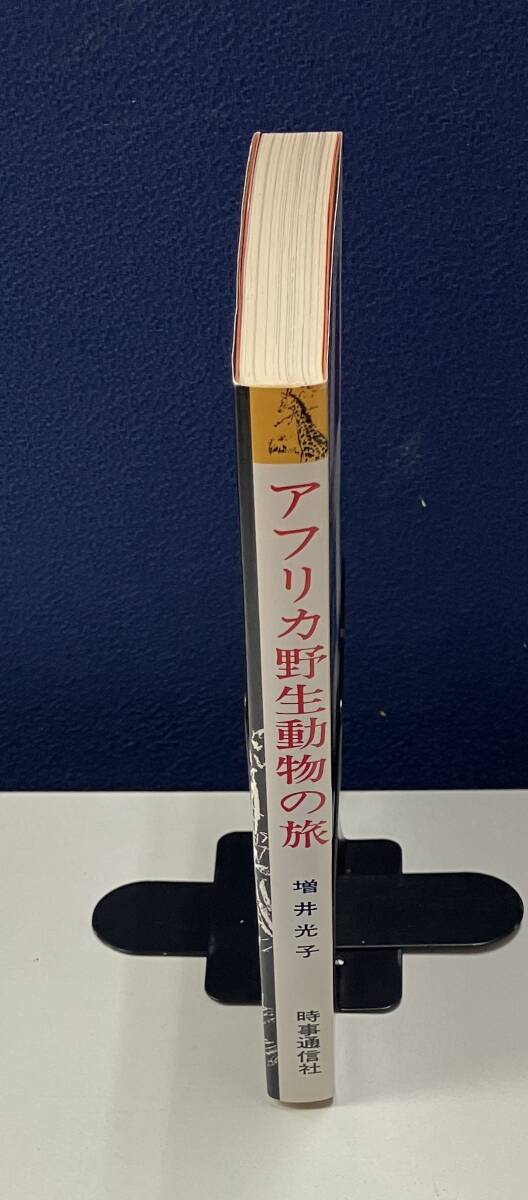 アフリカ野生動物の旅
増井光子
時事通信社